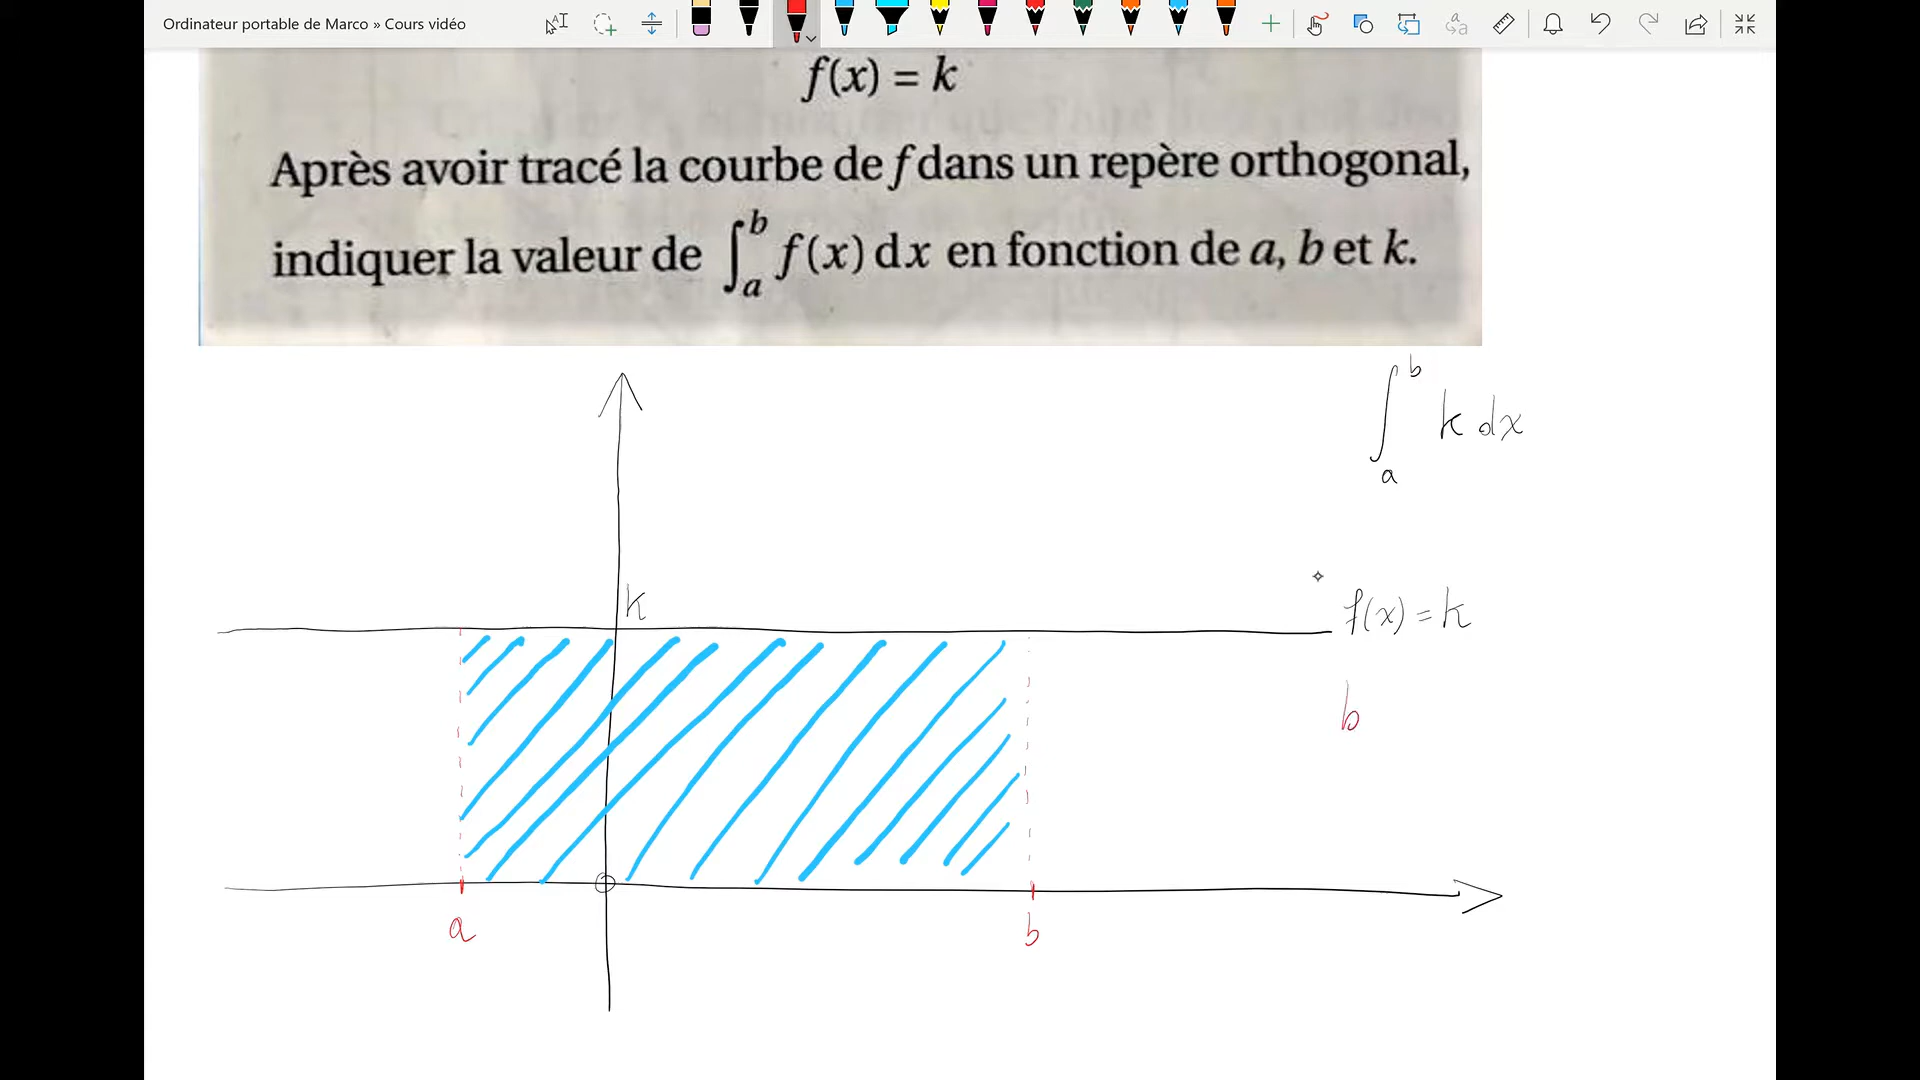 Ordinateur portable de Marco » Cours vidéo
f(x) = k
Après avoir tracé la courbe de f dans un repère orthogonal,
indiquer la valeur de ∫_a^b f(x) dx en fonction de a, b et k.
∫_a^b k dx
k
f(x) = k
b
a
b